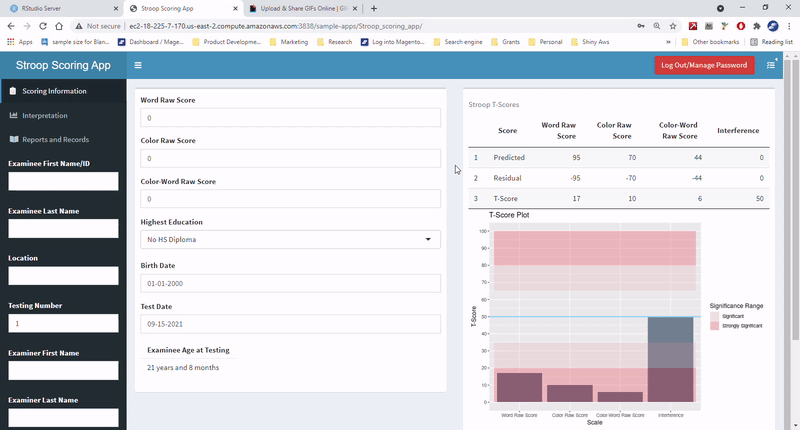 RStudio Server
Stroop Scoring App
Upload & Share GIFs Online | Gif
Not secure | ec2-18-225-7-170.us-east-2.compute.amazonaws.com:3838/sample-apps/Stroop_scoring_app/
Apps
sample size for Blan...
Dashboard / Mage...
Product Developmen...
Marketing
Research
Log into Magento...
Search engine
Grants
Personal
Shiny Aws
»
Other bookmarks
Reading list
Stroop Scoring App
Log Out/Manage Password
Scoring Information
Interpretation
Reports and Records
Examinee First Name/ID
Examinee Last Name
Location
Testing Number
1
Examiner First Name
Examiner Last Name
Word Raw Score
0
Color Raw Score
0
Color-Word Raw Score
0
Highest Education
No HS Diploma
Birth Date
01-01-2000
Test Date
09-15-2021
Examinee Age at Testing
21 years and 8 months
Stroop T-Scores
Score Word Raw Score Color Raw Score Color-Word Raw Score Interference
1 Predicted 95 70 44 0
2 Residual -95 -70 -44 0
3 T-Score 17 10 6 50
T-Score Plot
100
90
80
70
60
50
40
30
20
10
0
T-Score
Word Raw Score
Color Raw Score
Color-Word Raw Score
Interference
Scale
Significance Range
Significant
Strongly Significant